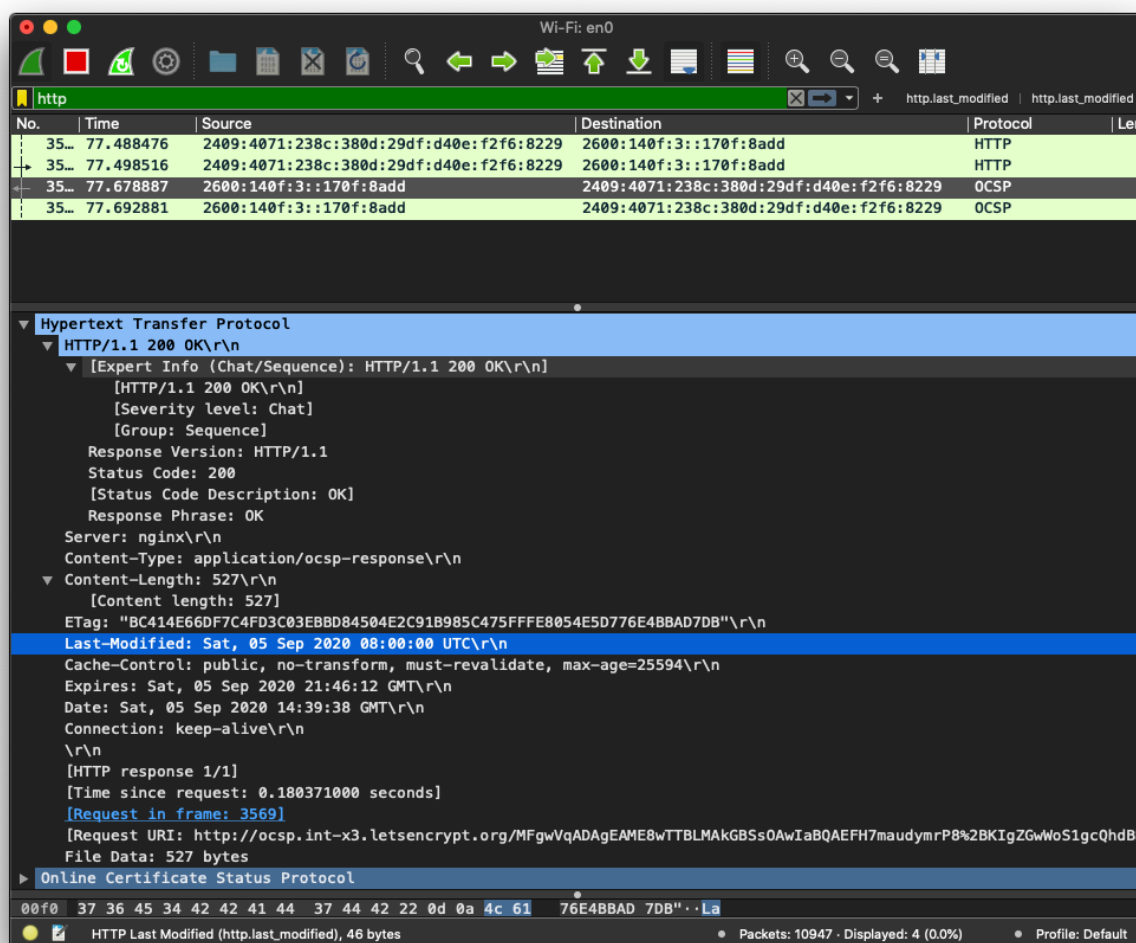 Wi-Fi: en0
http + http.last_modified | http.last_modified
No. Time Source Destination Protocol Le
35… 77.488476 2409:4071:238c:380d:29df:d40e:f2f6:8229 2600:140f:3::170f:8add HTTP
35… 77.498516 2409:4071:238c:380d:29df:d40e:f2f6:8229 2600:140f:3::170f:8add HTTP
35… 77.678887 2600:140f:3::170f:8add 2409:4071:238c:380d:29df:d40e:f2f6:8229 OCSP
35… 77.692881 2600:140f:3::170f:8add 2409:4071:238c:380d:29df:d40e:f2f6:8229 OCSP
Hypertext Transfer Protocol
HTTP/1.1 200 OK\r\n
[Expert Info (Chat/Sequence): HTTP/1.1 200 OK\r\n]
[HTTP/1.1 200 OK\r\n]
[Severity level: Chat]
[Group: Sequence]
Response Version: HTTP/1.1
Status Code: 200
[Status Code Description: OK]
Response Phrase: OK
Server: nginx\r\n
Content-Type: application/ocsp-response\r\n
Content-Length: 527\r\n
[Content length: 527]
ETag: "BC414E66DF7C4FD3C03EBBD84504E2C91B985C475FFFE8054E5D776E4BBAD7DB"\r\n
Last-Modified: Sat, 05 Sep 2020 08:00:00 UTC\r\n
Cache-Control: public, no-transform, must-revalidate, max-age=25594\r\n
Expires: Sat, 05 Sep 2020 21:46:12 GMT\r\n
Date: Sat, 05 Sep 2020 14:39:38 GMT\r\n
Connection: keep-alive\r\n
\r\n
[HTTP response 1/1]
[Time since request: 0.180371000 seconds]
[Request in frame: 3569]
[Request URI: http://ocsp.int-x3.letsencrypt.org/MFgwVqADAgEAME8wTTBLMAkGBSsOAwIaBQAEFH7maudymrP8%2BKIgZGwWoS1gcQhdB
File Data: 527 bytes
Online Certificate Status Protocol
00f0 37 36 45 34 42 42 41 44 37 44 42 22 0d 0a 4c 61 76E4BBAD 7DB"··La
HTTP Last Modified (http.last_modified), 46 bytes Packets: 10947 · Displayed: 4 (0.0%) Profile: Default